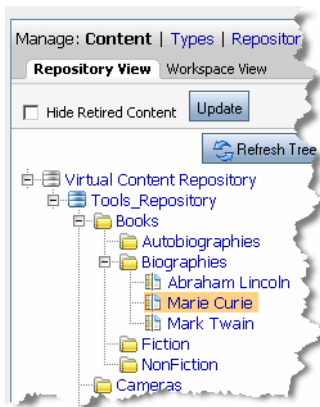 Manage: Content | Types | Repositor
Repository View Workspace View
Hide Retired Content Update
Refresh Tree
Virtual Content Repository
Tools_Repository
Books
Autobiographies
Biographies
Abraham Lincoln
Marie Curie
Mark Twain
Fiction
NonFiction
Cameras